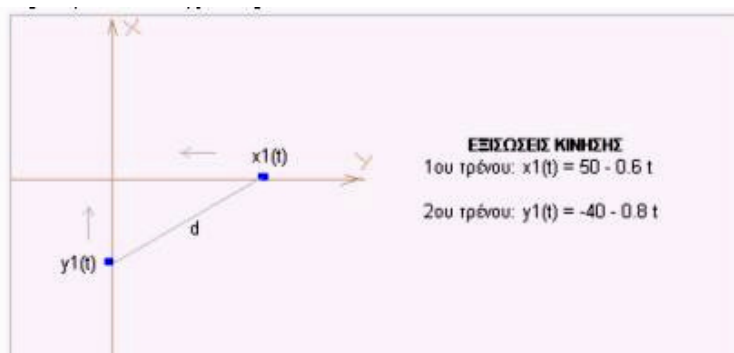 X
x1(t)
Y
d
y1(t)
ΕΞΙΣΩΣΕΙΣ ΚΙΝΗΣΗΣ
1ου τρένου: x1(t) = 50 - 0.6 t
2ου τρένου: y1(t) = -40 - 0.8 t